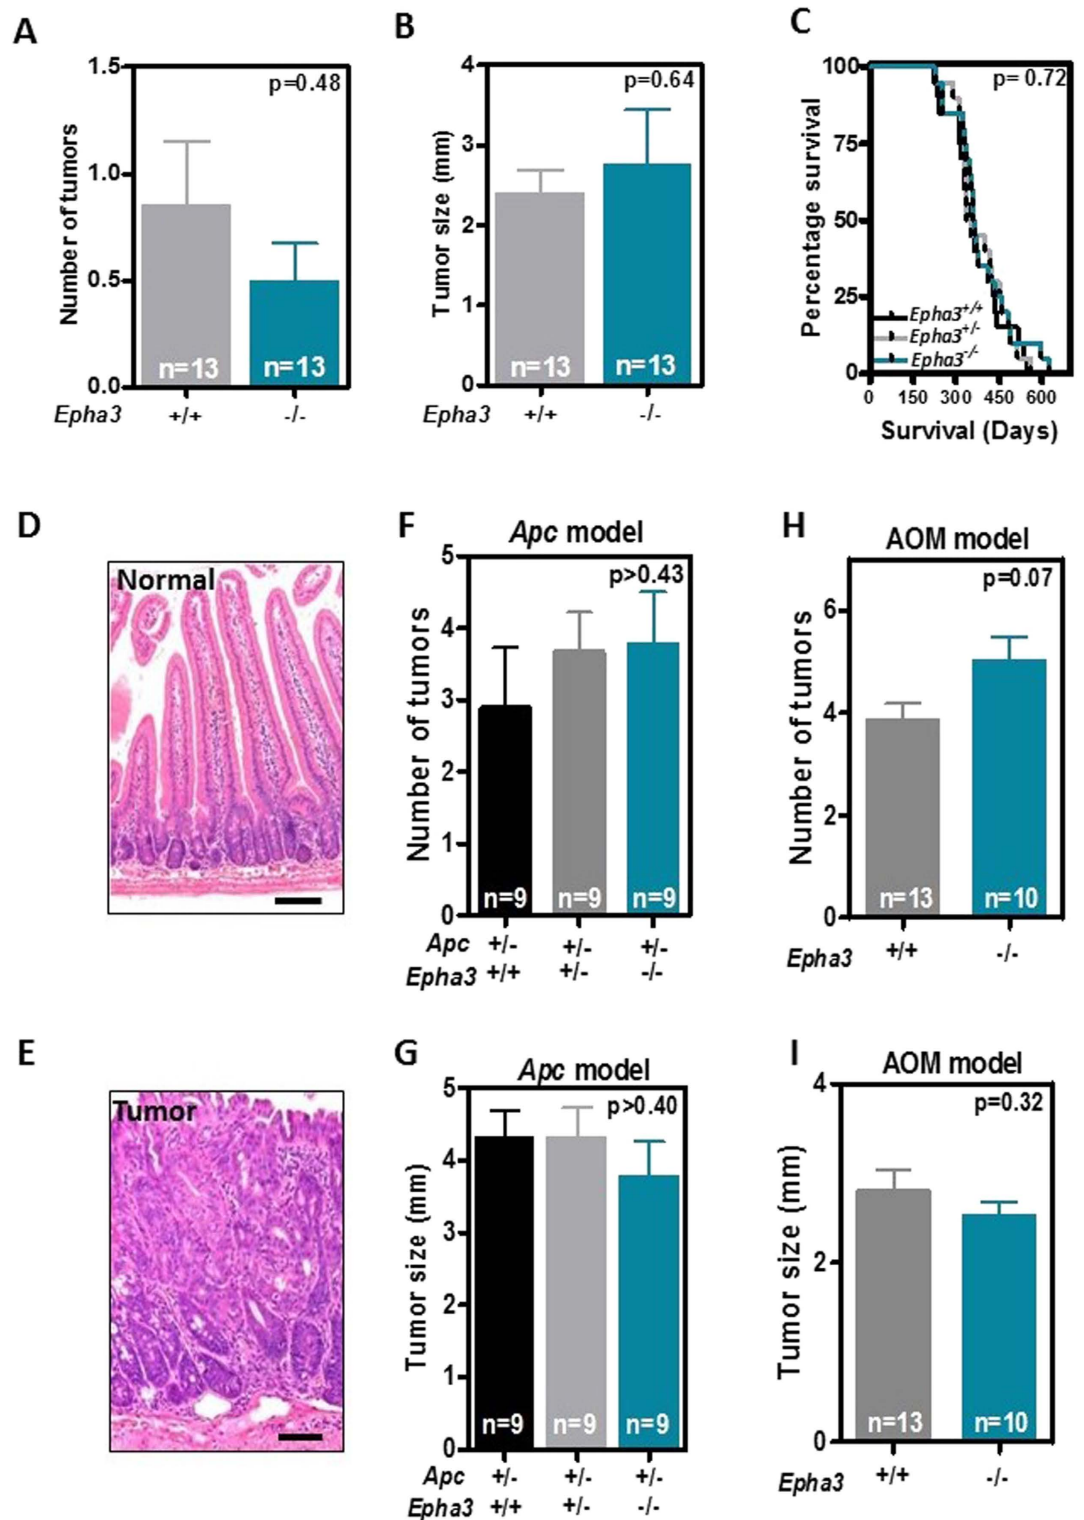 A
1.5
1.0
0.5
0.0
Number of tumors
p=0.48
n=13
n=13
Epha3 +/+ -/-
B
4
3
2
1
0
Tumor size (mm)
p=0.64
n=13
n=13
Epha3 +/+ -/-
C
100
75
50
25
0
Percentage survival
p= 0.72
Epha3+/+
Epha3+/-
Epha3-/-
0 150 300 450 600
Survival (Days)
D
Normal
F
Apc model
5
4
3
2
1
0
Number of tumors
p>0.43
n=9
n=9
n=9
Apc +/- +/- +/-
Epha3 +/+ +/- -/-
H
AOM model
6
4
2
0
Number of tumors
p=0.07
n=13
n=10
Epha3 +/+ -/-
E
Tumor
G
Apc model
5
4
3
2
1
0
Tumor size (mm)
p>0.40
n=9
n=9
n=9
Apc +/- +/- +/-
Epha3 +/+ +/- -/-
I
AOM model
4
2
0
Tumor size (mm)
p=0.32
n=13
n=10
Epha3 +/+ -/-